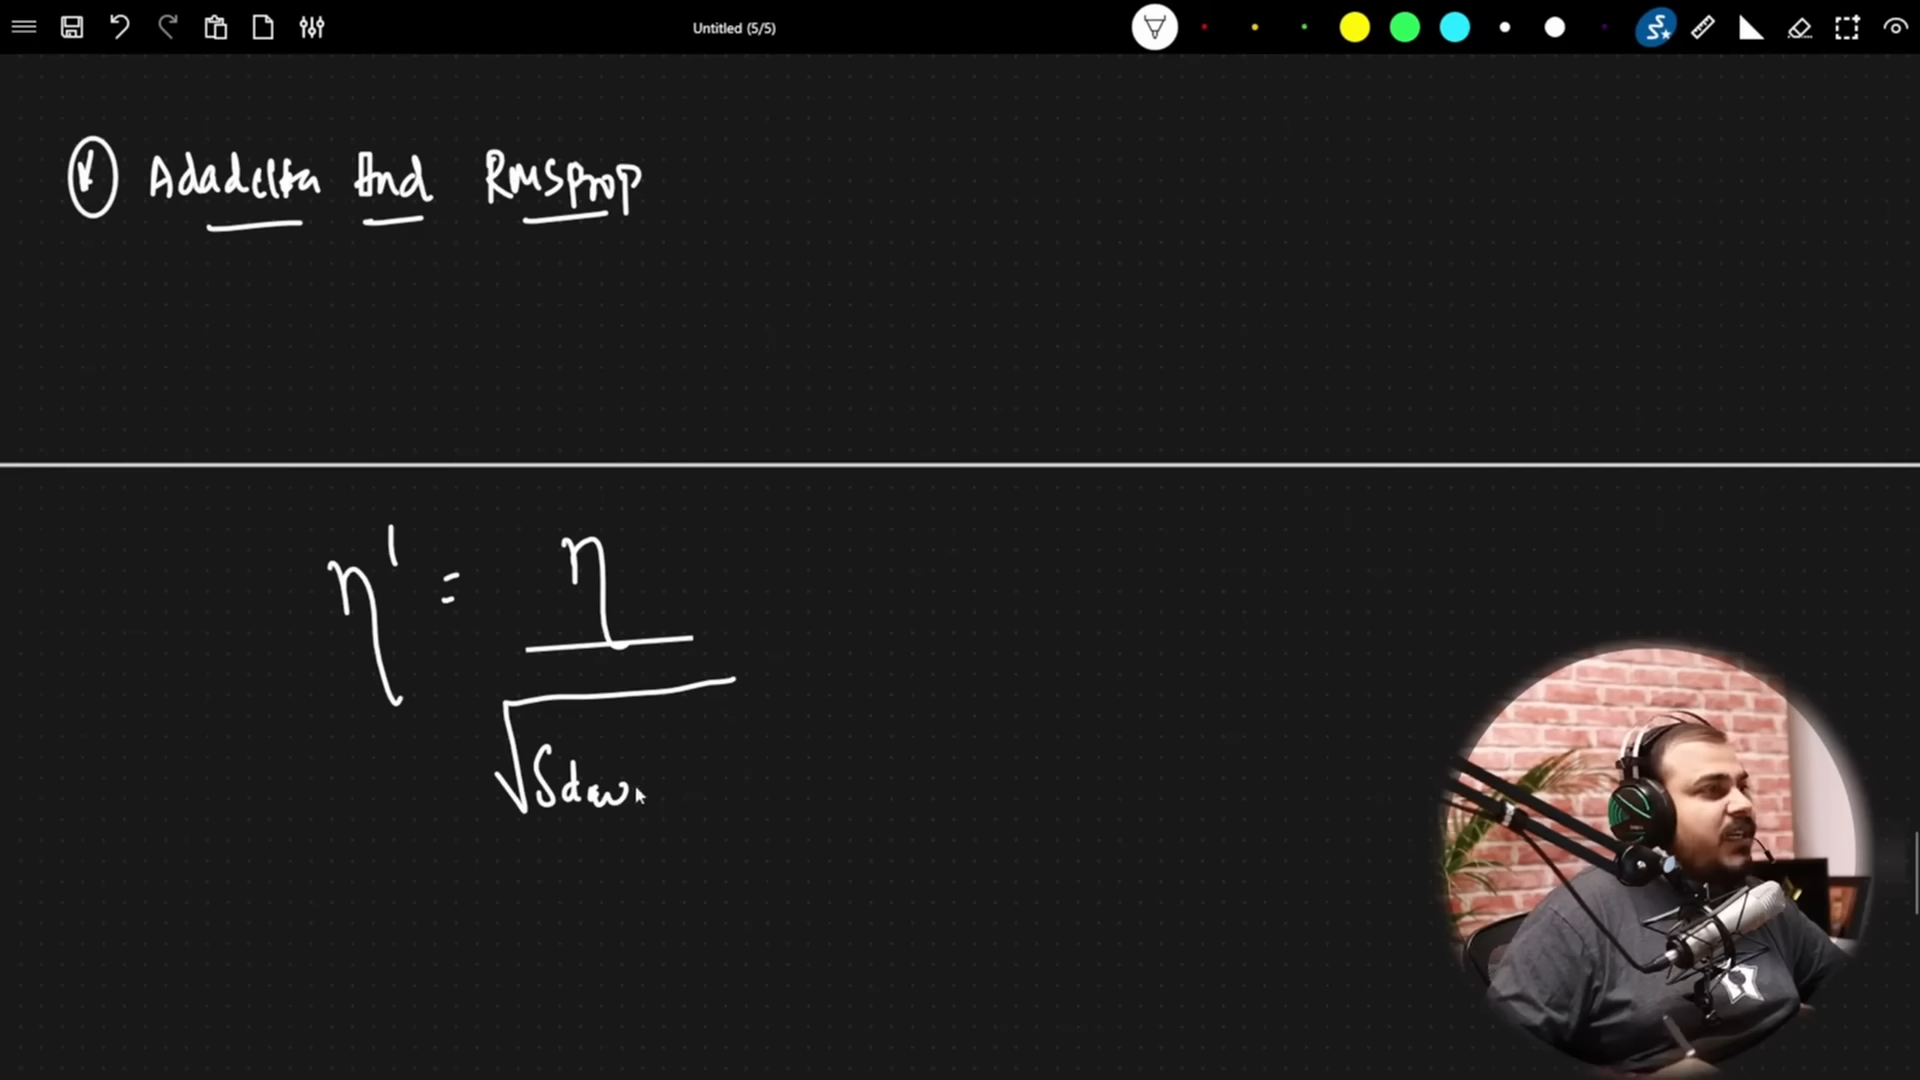 Untitled (5/5)
Adadelta And RMSprop
η' = η
√Sdw